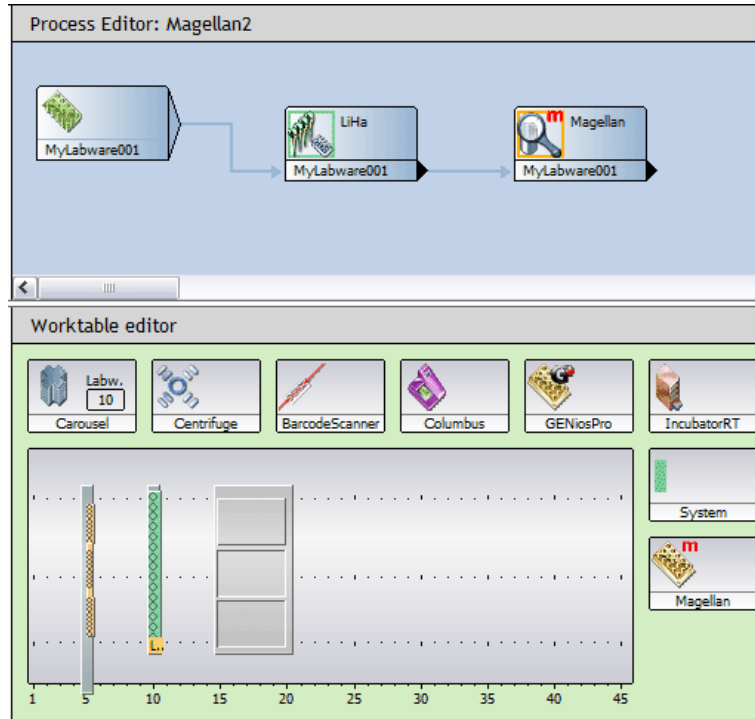 Process Editor: Magellan2
MyLabware001
LiHa
MyLabware001
m Magellan
MyLabware001
Worktable editor
Labw.
10
Carousel
Centrifuge
BarcodeScanner
Columbus
G
GENiosPro
IncubatorRT
System
m
Magellan
L..
1 5 10 15 20 25 30 35 40 45